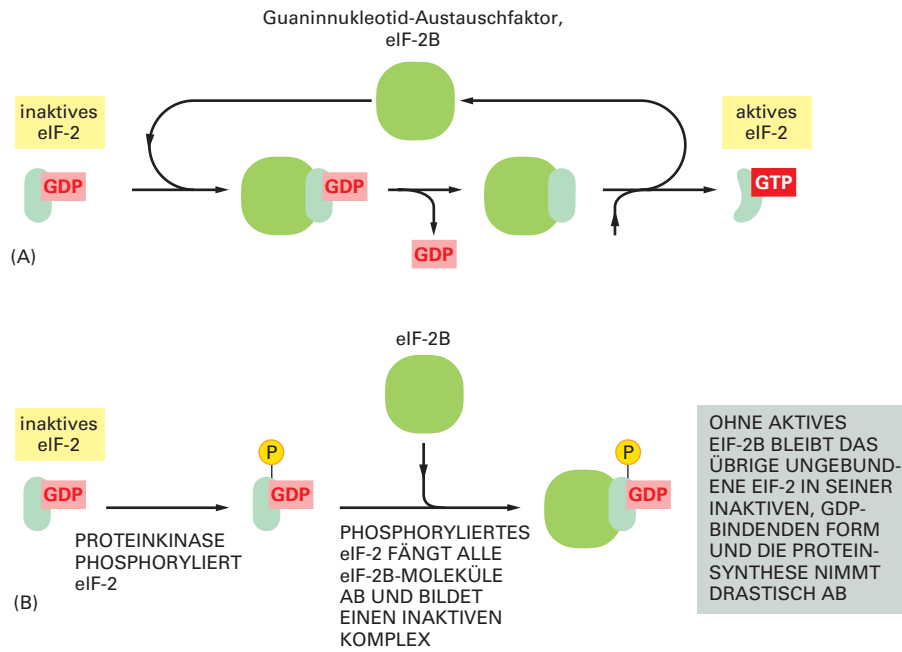 Guaninnukleotid-Austauschfaktor,
eIF-2B
inaktives
eIF-2
aktives
eIF-2
GDP
GDP
GTP
GDP
(A)
eIF-2B
inaktives
eIF-2
P
P
GDP
GDP
GDP
PROTEINKINASE
PHOSPHORYLIERT
eIF-2
PHOSPHORYLIERTES
eIF-2 FÄNGT ALLE
eIF-2B-MOLEKÜLE
AB UND BILDET
EINEN INAKTIVEN
KOMPLEX
OHNE AKTIVES
EIF-2B BLEIBT DAS
ÜBRIGE UNGEBUND-
ENE EIF-2 IN SEINER
INAKTIVEN, GDP-
BINDENDEN FORM
UND DIE PROTEIN-
SYNTHESE NIMMT
DRASTISCH AB
(B)